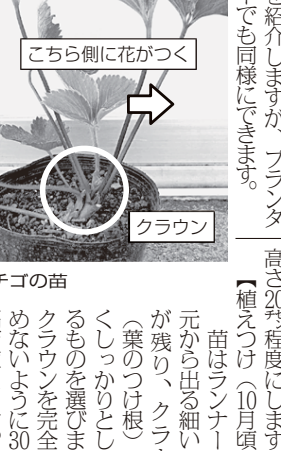 を紹介しますが、プランタ
でも同様にできます。
こちら側に花がつく
クラウン
チゴの苗
高さ20㌢程度にします
【植えつけ（10月頃
苗はランナー
元から出る細い
が残り、クラ
（葉のつけ根）
くしっかりとし
るものを選びま
クラウンを完全
めないように30